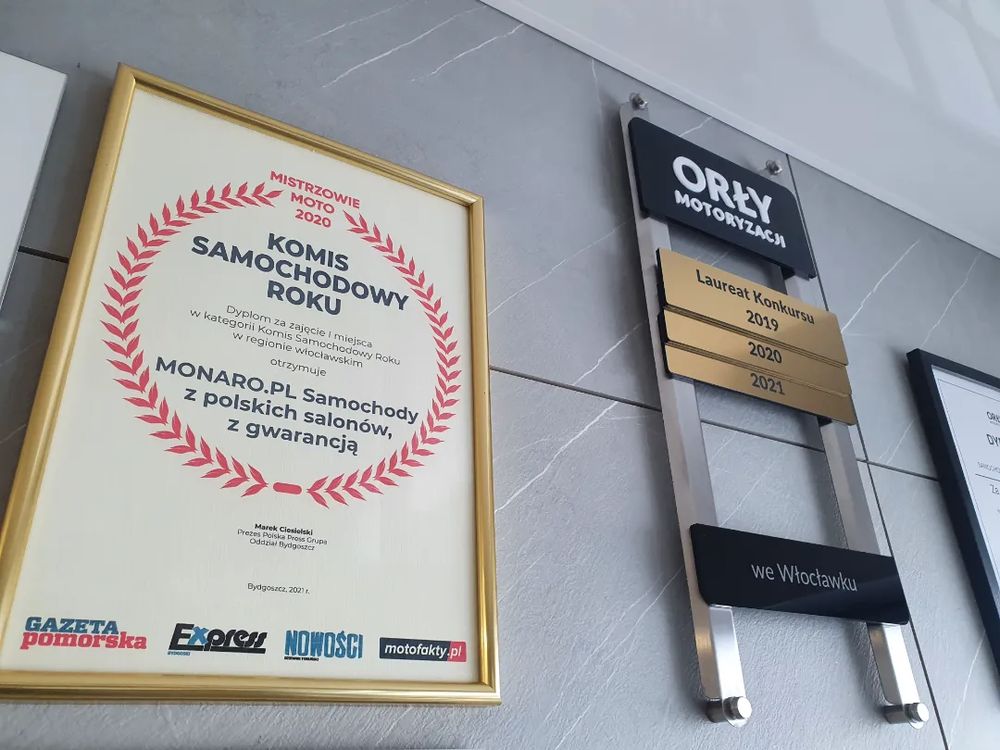 MISTRZOWIE
MOTO
2020
KOMIS
SAMOCHODOWY
ROKU
Dyplom za zajęcie I miejsca
w kategorii Komis Samochodowy Roku
w regionie włocławskim
otrzymuje
MONARO.PL Samochody
z polskich salonów,
z gwarancją
Marek Ciosielski
Prezes Polska Press Grupa
Oddział Bydgoszcz
Bydgoszcz, 2021 r.
GAZETA
pomorska
Express
BYDGOSKI
NOWOŚCI
motofakty.pl
ORŁY
MOTORYZACJI
Laureat Konkursu
2019
2020
2021
we Włocławku